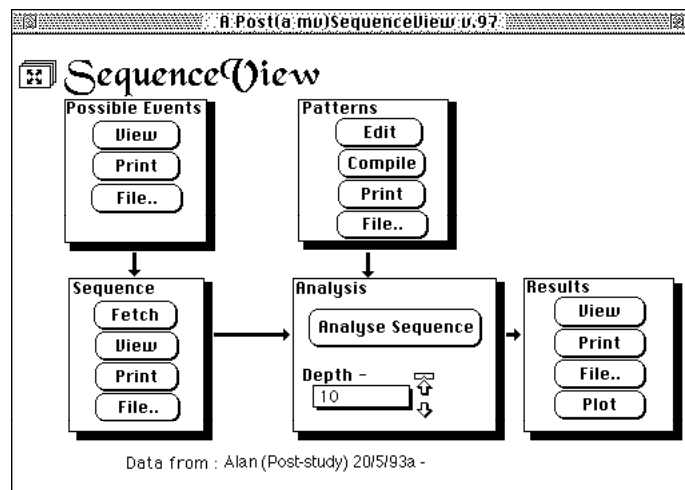 A Post(a mv)SequenceView v.97
SequenceView
Possible Events
View
Print
File..
Patterns
Edit
Compile
Print
File..
Sequence
Fetch
View
Print
File..
Analysis
Analyse Sequence
Depth -
10
Results
View
Print
File..
Plot
Data from : Alan (Post-study) 20/5/93a -